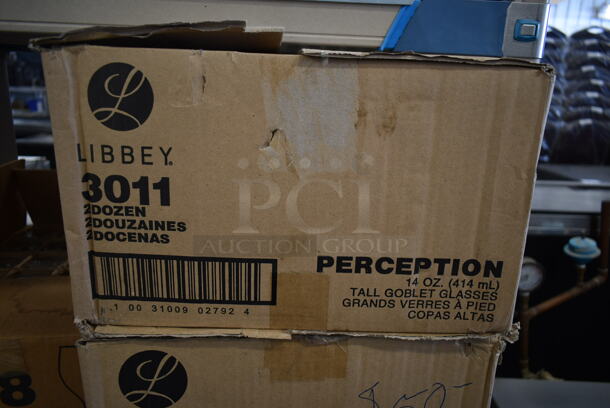 L
LIBBEY.
3011
2DOZEN
2DOUZAINES
2DOCENAS
1 00 31009 02792 4
PCI
AUCTION GROUP
PERCEPTION
14 OZ. (414 mL)
TALL GOBLET GLASSES
GRANDS VERRES À PIED
COPAS ALTAS
8
L